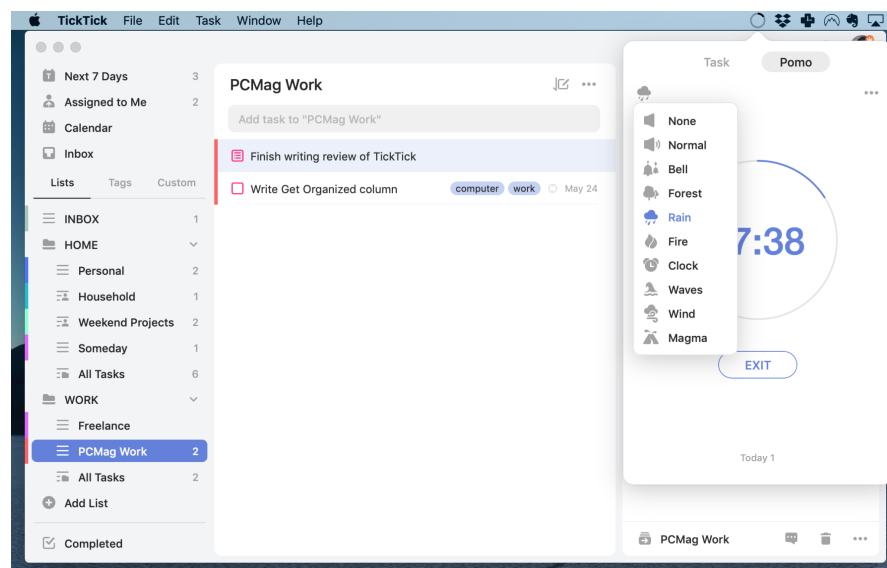 TickTick File Edit Task Window Help
Next 7 Days 3
Assigned to Me 2
Calendar
Inbox
Lists Tags Custom
INBOX 1
HOME
Personal 2
Household 1
Weekend Projects 2
Someday 1
All Tasks 6
WORK
Freelance
PCMag Work 2
All Tasks 2
Add List
Completed
PCMag Work
Add task to "PCMag Work"
Finish writing review of TickTick
Write Get Organized column computer work May 24
Task Pomo
None
Normal
Bell
Forest
Rain
Fire
Clock
Waves
Wind
Magma
7:38
EXIT
Today 1
PCMag Work